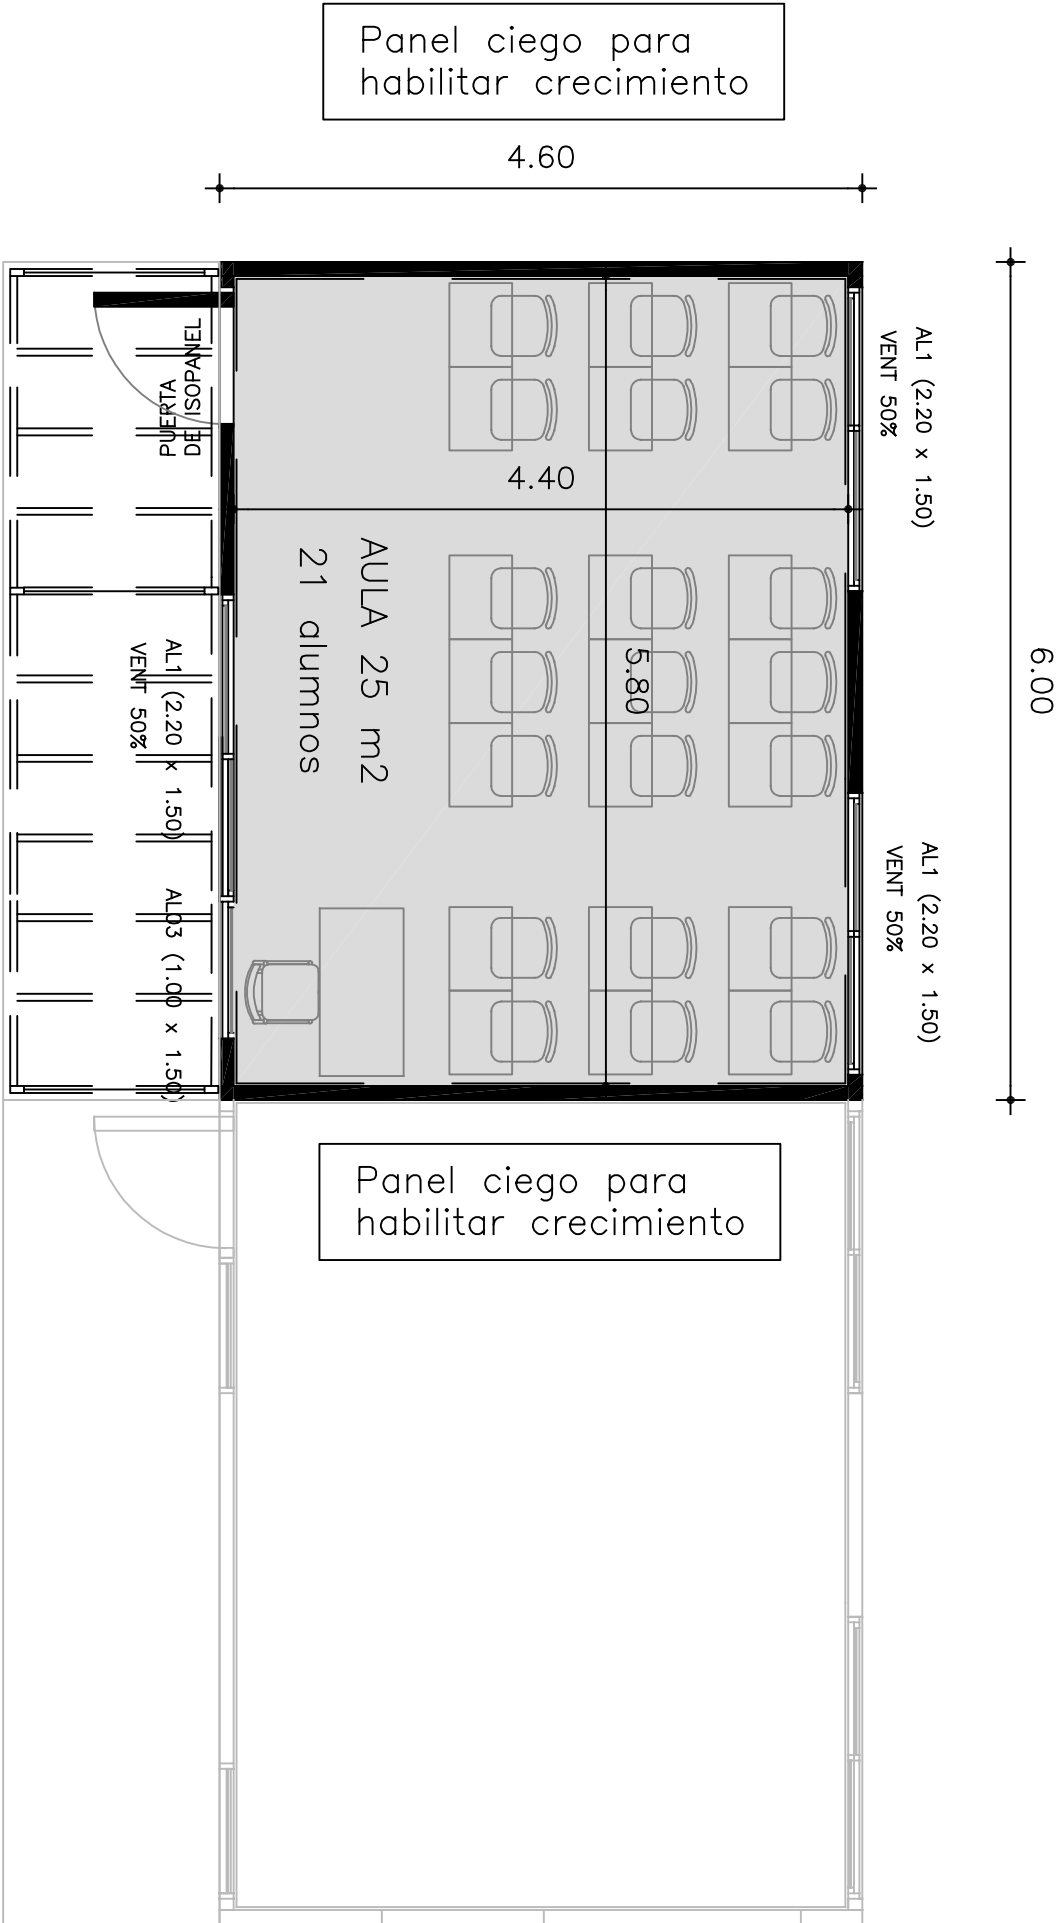 Panel ciego para
habilitar crecimiento
4.60
6.00
AL1 (2.20 x 1.50)
VENT 50%
PUERTA
DE ISOPANEL
4.40
AULA 25 m2
21 alumnos
5.80
AL1 (2.20 x 1.50)
VENT 50%
AL1 (2.20 x 1.50)
VENT 50%
AL03 (1.00 x 1.50)
Panel ciego para
habilitar crecimiento